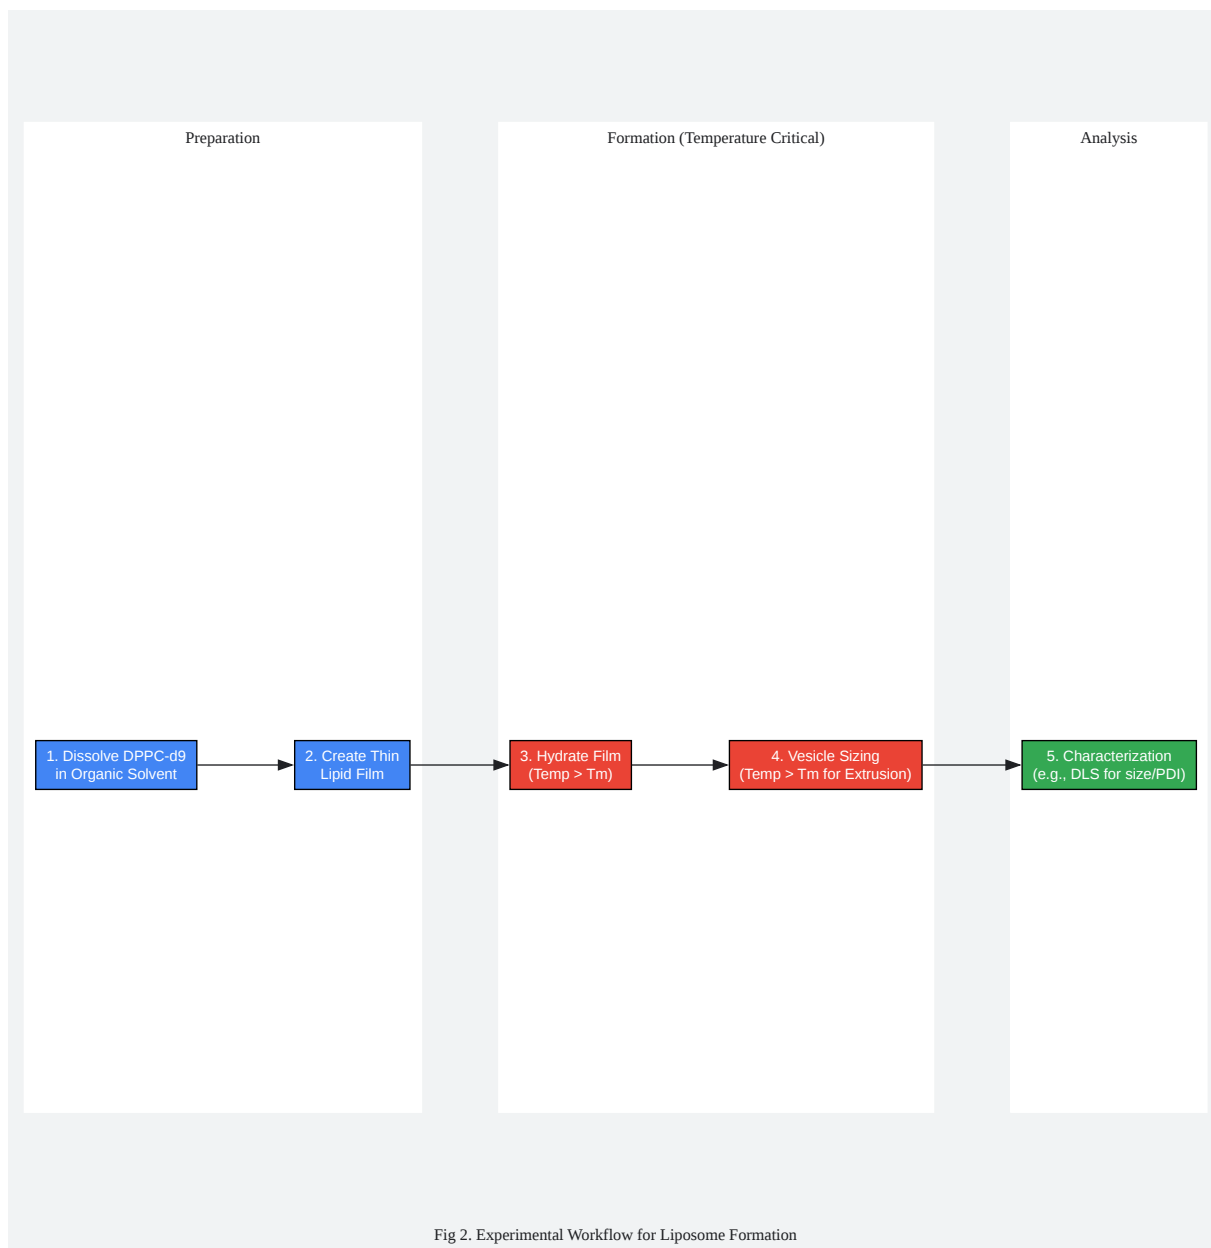 Preparation
Formation (Temperature Critical)
Analysis
1. Dissolve DPPC-d9
in Organic Solvent
2. Create Thin
Lipid Film
3. Hydrate Film
(Temp > Tm)
4. Vesicle Sizing
(Temp > Tm for Extrusion)
5. Characterization
(e.g., DLS for size/PDI)
Fig 2. Experimental Workflow for Liposome Formation